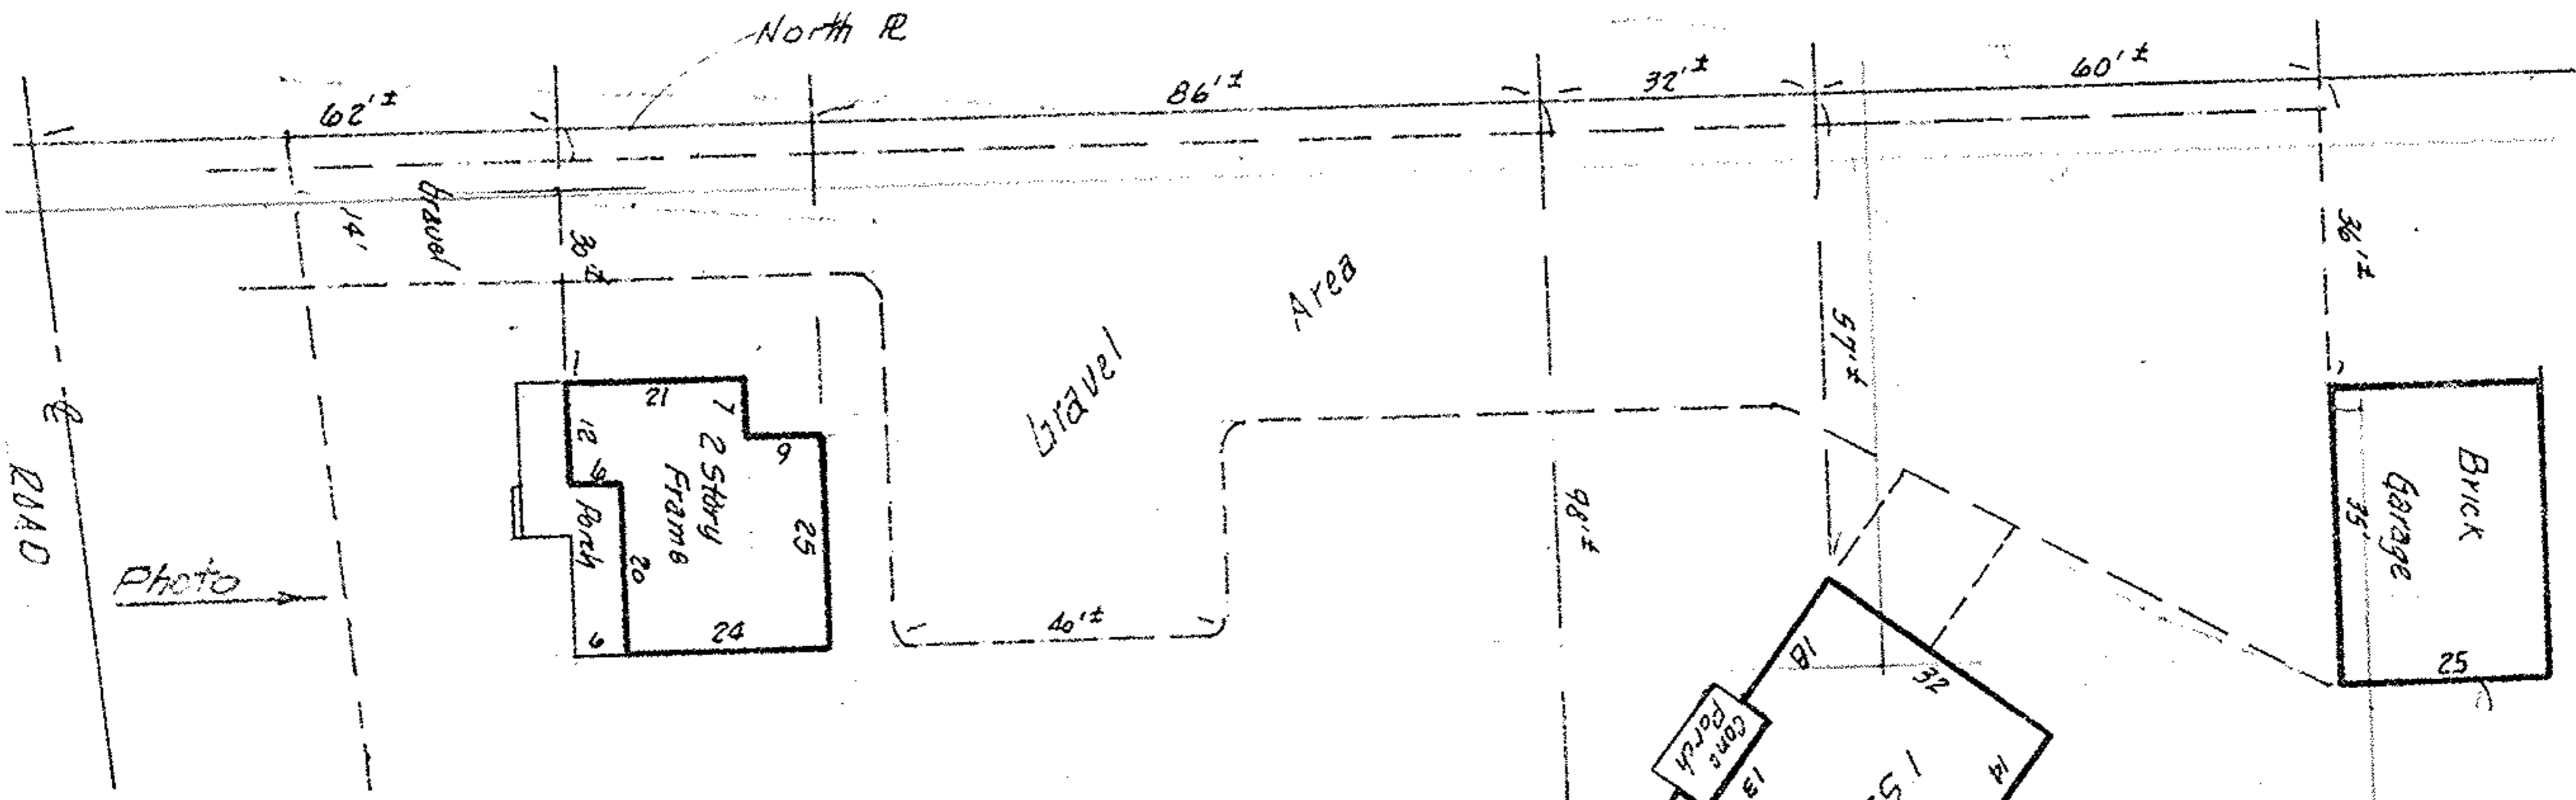 North ℞
62'±
86'±
32'±
60'±
Gravel
14'
30'±
36'±
57'±
98'±
Gravel
Area
ROAD
℄
Photo
21
7
9
12
6
Porch
20
25
24
6
2 Story
Frame
40'±
18
32
14
13
Conc
Porch
1 S
Brick
Garage
35'
25